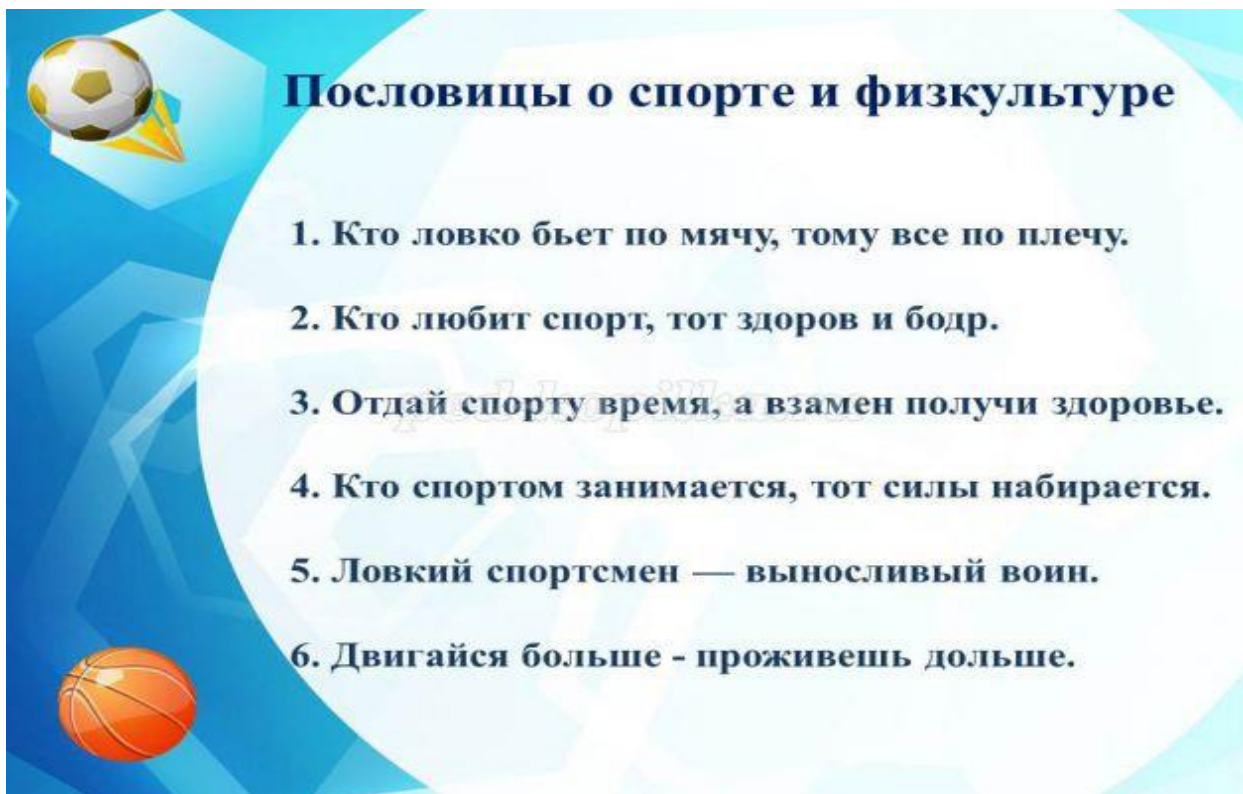 Пословицы о спорте и физкультуре
1. Кто ловко бьет по мячу, тому все по плечу.
2. Кто любит спорт, тот здоров и бодр.
3. Отдай спорту время, а взамен получи здоровье.
4. Кто спортом занимается, тот силы набирается.
5. Ловкий спортсмен — выносливый воин.
6. Двигайся больше - проживешь дольше.